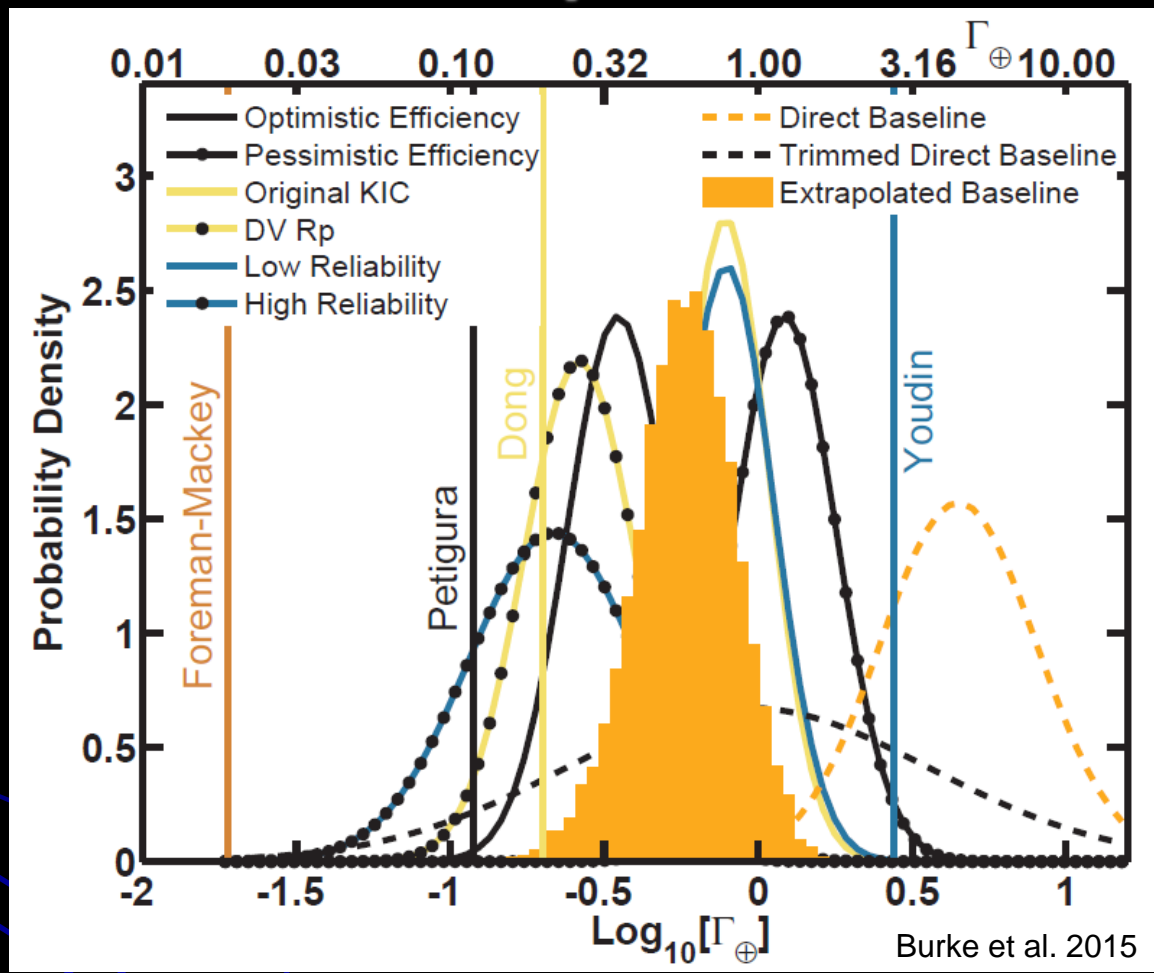 Γ⊕
0.01 0.03 0.10 0.32 1.00 3.16 10.00
Optimistic Efficiency
Pessimistic Efficiency
Original KIC
DV Rp
Low Reliability
High Reliability
Direct Baseline
Trimmed Direct Baseline
Extrapolated Baseline
Probability Density
3
2.5
2
1.5
1
0.5
0
Foreman-Mackey
Petigura
Dong
Youdin
-2 -1.5 -1 -0.5 0 0.5 1
Log10[Γ⊕]
Burke et al. 2015